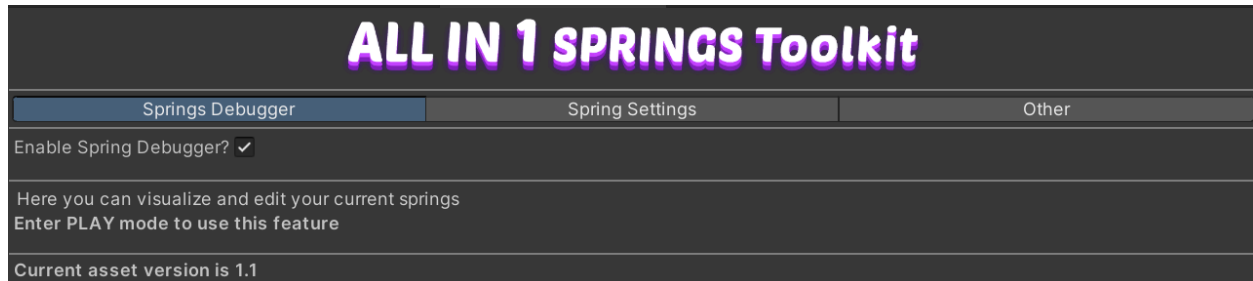 ALL IN 1 SPRINGS Toolkit
Springs Debugger Spring Settings Other
Enable Spring Debugger?
Here you can visualize and edit your current springs
Enter PLAY mode to use this feature
Current asset version is 1.1